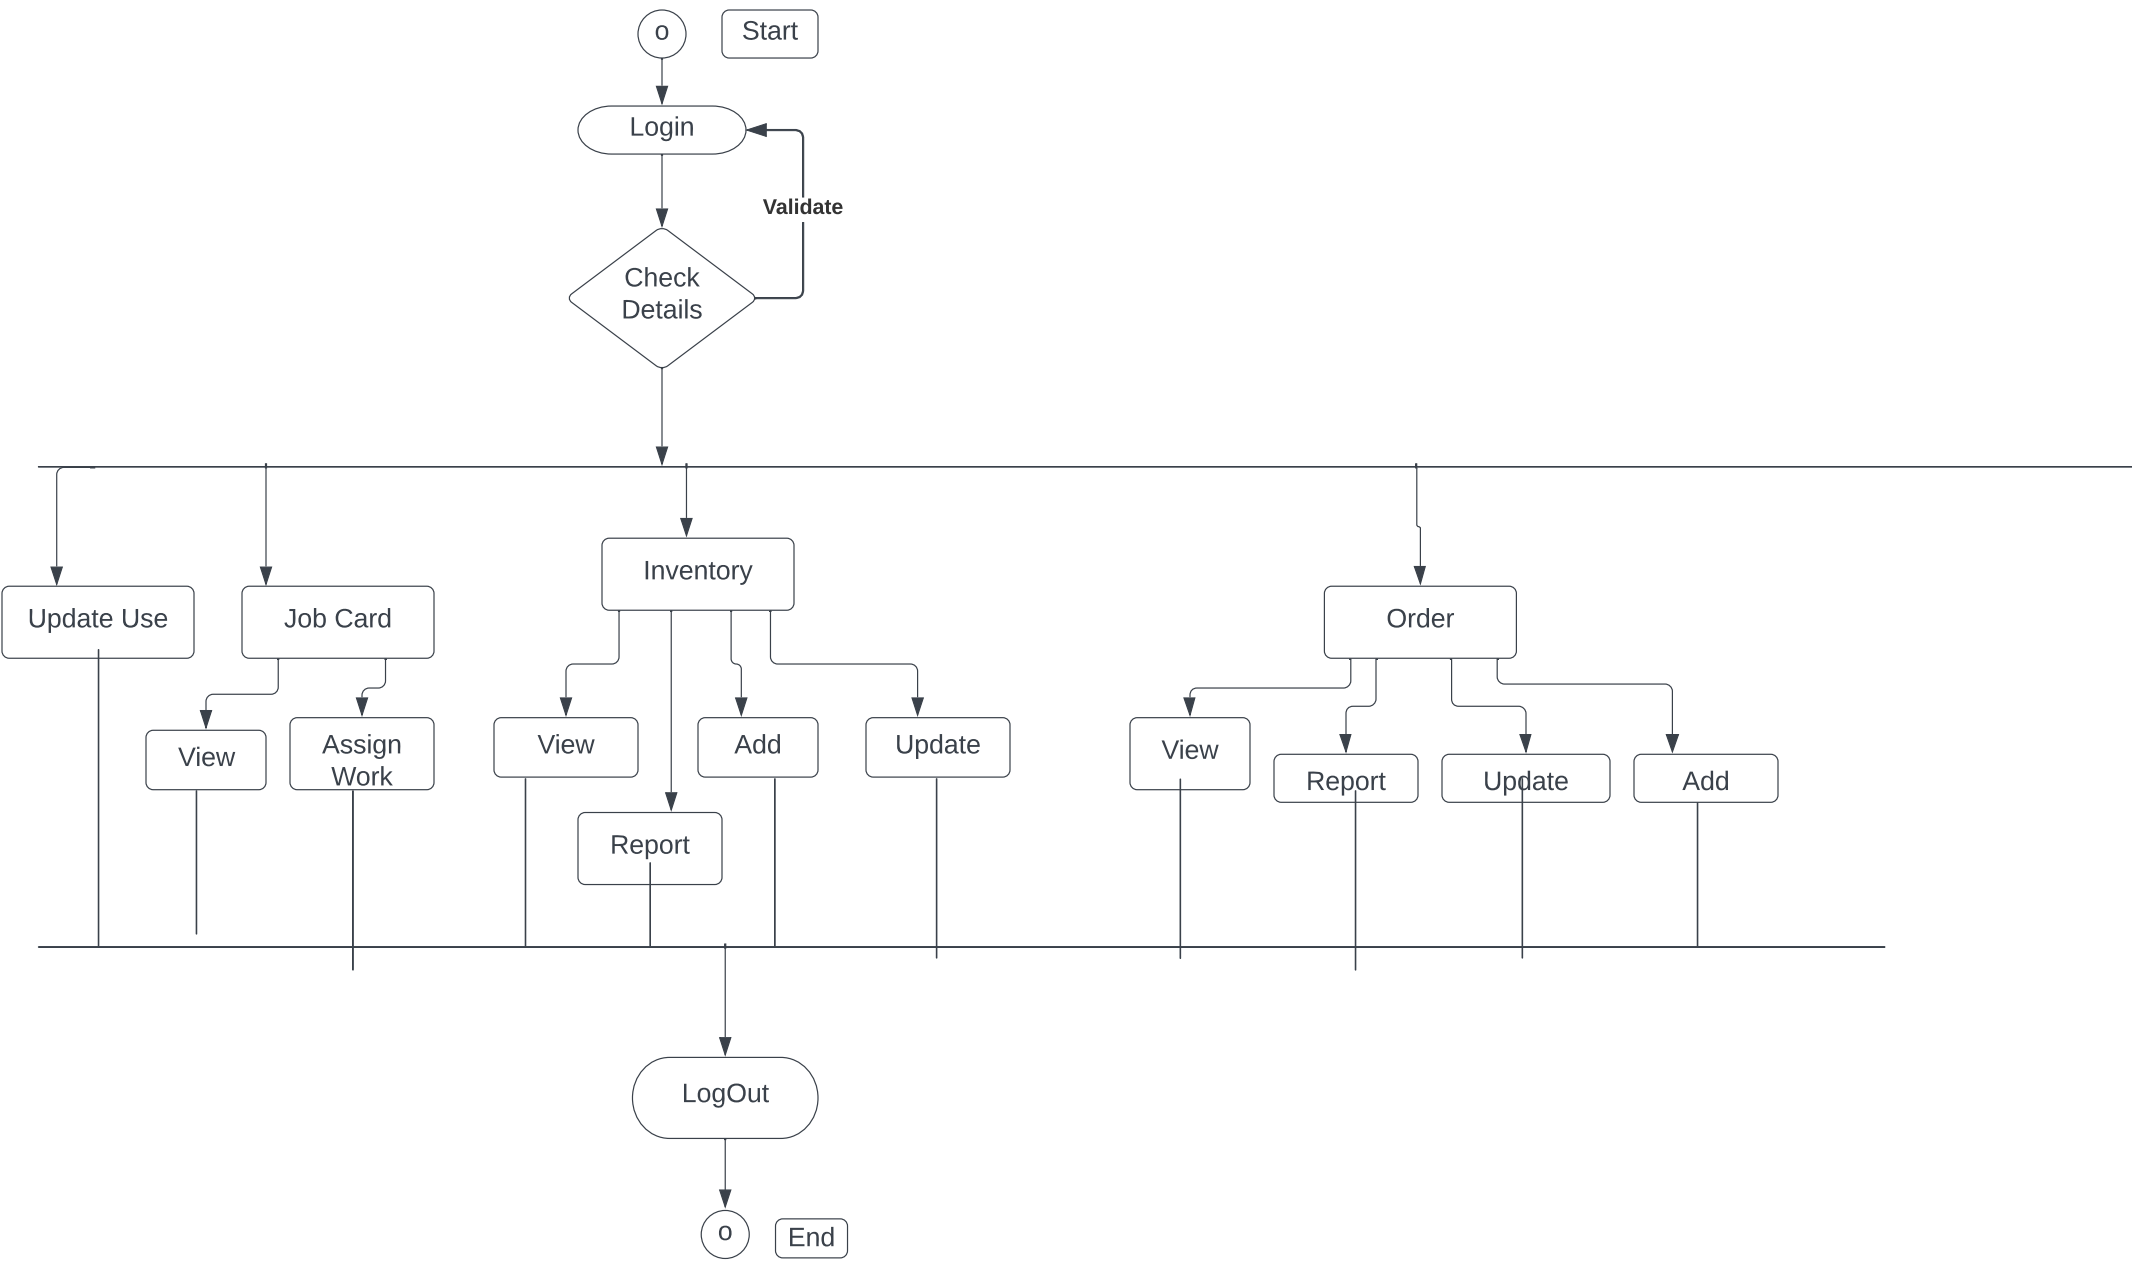 o
Start
Login
Validate
Check
Details
Inventory
Update Use
Job Card
Order
View
Assign
Work
View
Add
Update
View
Report
Update
Add
Report
LogOut
o
End